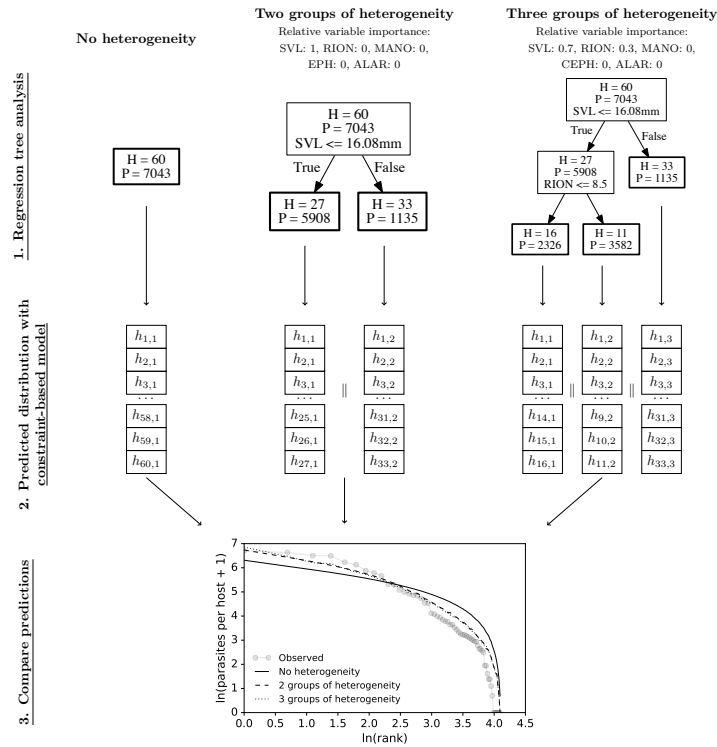 No heterogeneity
Two groups of heterogeneity
Relative variable importance:
SVL: 1, RION: 0, MANO: 0,
EPH: 0, ALAR: 0
Three groups of heterogeneity
Relative variable importance:
SVL: 0.7, RION: 0.3, MANO: 0,
CEPH: 0, ALAR: 0
1. Regression tree analysis
H = 60
P = 7043
H = 60
P = 7043
SVL <= 16.08mm
True
False
H = 27
P = 5908
H = 33
P = 1135
H = 60
P = 7043
SVL <= 16.08mm
True
False
H = 27
P = 5908
RION <= 8.5
H = 33
P = 1135
H = 16
P = 2326
H = 11
P = 3582
2. Predicted distribution with
constraint-based model
h1,1
h2,1
h3,1
...
h58,1
h59,1
h60,1
h1,1
h2,1
h3,1
...
h25,1
h26,1
h27,1
||
h1,2
h2,2
h3,2
...
h31,2
h32,2
h33,2
h1,1
h2,1
h3,1
...
h14,1
h15,1
h16,1
||
h1,2
h2,2
h3,2
...
h9,2
h10,2
h11,2
||
h1,3
h2,3
h3,3
...
h31,3
h32,3
h33,3
3. Compare predictions
ln(parasites per host + 1)
7
6
5
4
3
2
1
0
Observed
No heterogeneity
2 groups of heterogeneity
3 groups of heterogeneity
0.0 0.5 1.0 1.5 2.0 2.5 3.0 3.5 4.0 4.5
ln(rank)